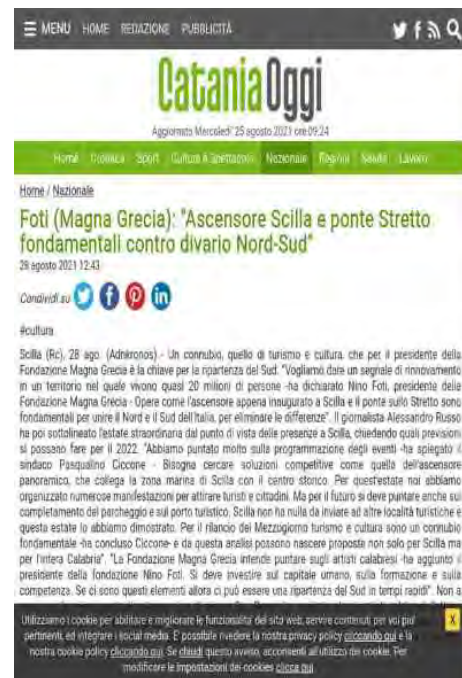 MENU HOME REDAZIONE PUBBLICITÀ
CataniaOggi
Aggiornato Mercoledi' 25 agosto 2021 ore 09:24
Home Cronaca Sport Cultura & Spettacolo Nazionale Regioni Salute Lavoro
Home / Nazionale
Foti (Magna Grecia): "Ascensore Scilla e ponte Stretto
fondamentali contro divario Nord-Sud"
28 agosto 2021 12:43
Condividi su
#cultura
Scilla (Rc), 28 ago. (Adnkronos) - Un connubio, quello di turismo e cultura, che per il presidente della
Fondazione Magna Grecia è la chiave per la ripartenza del Sud. "Vogliamo dare un segnale di rinnovamento
in un territorio nel quale vivono quasi 20 milioni di persone -ha dichiarato Nino Foti, presidente delle
Fondazione Magna Grecia - Opere come l'ascensore appena inaugurato a Scilla e il ponte sullo Stretto sono
fondamentali per unire il Nord e il Sud dell'Italia, per eliminare le differenze". Il giornalista Alessandro Russo
ha poi sottolineato l'estate straordinaria dal punto di vista delle presenze a Scilla, chiedendo quali previsioni
si possano fare per il 2022. "Abbiamo puntato molto sulla programmazione degli eventi -ha spiegato il
sindaco Pasqualino Ciccone - Bisogna cercare soluzioni competitive come quella dell'ascensore
panoramico, che collega la zona marina di Scilla con il centro storico. Per quest'estate noi abbiamo
organizzato numerose manifestazioni per attirare turisti e cittadini. Ma per il futuro si deve puntare anche sul
completamento del parcheggio e sul porto turistico. Scilla non ha nulla da inviare ad altre località turistiche e
questa estate lo abbiamo dimostrato. Per il rilancio del Mezzogiorno turismo e cultura sono un connubio
fondamentale -ha concluso Ciccone- e da questa analisi possono nascere proposte non solo per Scilla ma
per l'intera Calabria". "La Fondazione Magna Grecia intende puntare sugli artisti calabresi -ha aggiunto il
presidente della fondazione Nino Foti. Si deve investire sul capitale umano, sulla formazione e sulla
competenza. Se ci sono questi elementi allora ci può essere una ripartenza del Sud in tempi rapidi". Non a
Utilizziamo i cookie per abilitare e migliorare le funzionalità del sito web, servire contenuti per voi più
pertinenti ed integrare i social media. E' possibile rivedere la nostra privacy policy cliccando qui e la
nostra cookie policy cliccando qui. Se chiudi questo avviso, acconsenti all'utilizzo dei cookie. Per
modificare le impostazioni dei cookies clicca qui
X